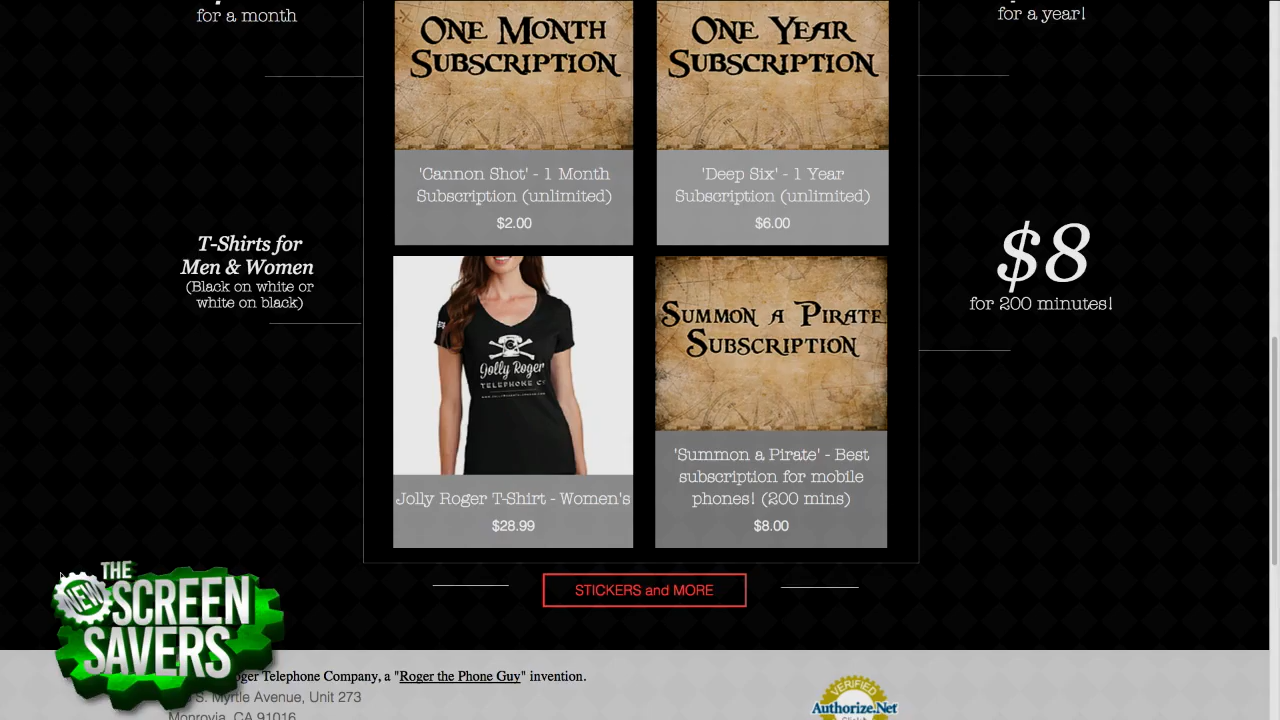 for a month
for a year!
ONE MONTH
SUBSCRIPTION
ONE YEAR
SUBSCRIPTION
'Cannon Shot' - 1 Month
Subscription (unlimited)
$2.00
'Deep Six' - 1 Year
Subscription (unlimited)
$6.00
T-Shirts for
Men & Women
(Black on white or
white on black)
$8
for 200 minutes!
Jolly Roger
TELEPHONE CO
SUMMON A PIRATE
SUBSCRIPTION
Jolly Roger T-Shirt - Women's
$28.99
'Summon a Pirate' - Best
subscription for mobile
phones! (200 mins)
$8.00
STICKERS and MORE
THE
NEW
SCREEN
SAVERS
Telephone Company, a "Roger the Phone Guy" invention.
S. Myrtle Avenue, Unit 273
Monrovia, CA 91016
VERIFIED
Authorize.Net